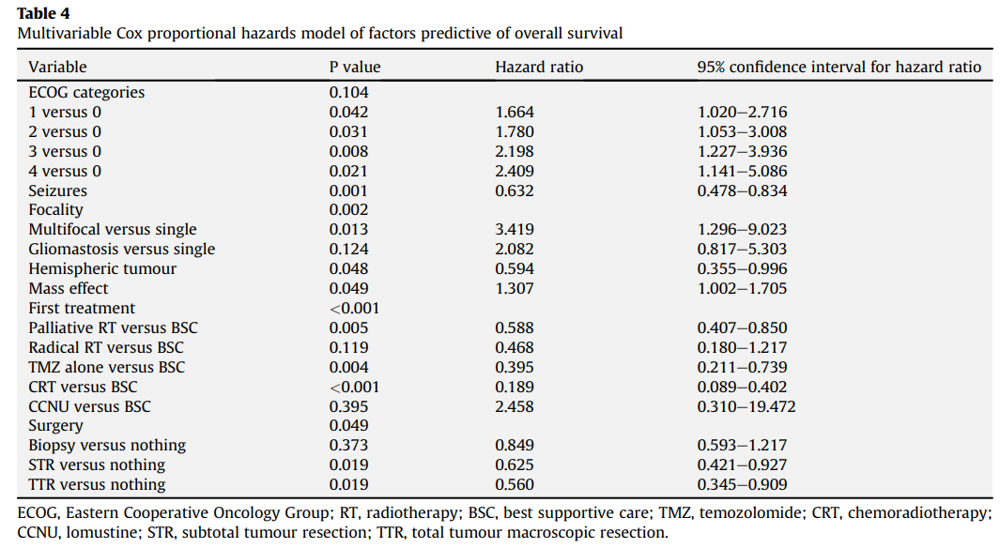 Table 4
Multivariable Cox proportional hazards model of factors predictive of overall survival
Variable P value Hazard ratio 95% confidence interval for hazard ratio
ECOG categories 0.104
1 versus 0 0.042 1.664 1.020−2.716
2 versus 0 0.031 1.780 1.053−3.008
3 versus 0 0.008 2.198 1.227−3.936
4 versus 0 0.021 2.409 1.141−5.086
Seizures 0.001 0.632 0.478−0.834
Focality 0.002
Multifocal versus single 0.013 3.419 1.296−9.023
Gliomastosis versus single 0.124 2.082 0.817−5.303
Hemispheric tumour 0.048 0.594 0.355−0.996
Mass effect 0.049 1.307 1.002−1.705
First treatment <0.001
Palliative RT versus BSC 0.005 0.588 0.407−0.850
Radical RT versus BSC 0.119 0.468 0.180−1.217
TMZ alone versus BSC 0.004 0.395 0.211−0.739
CRT versus BSC <0.001 0.189 0.089−0.402
CCNU versus BSC 0.395 2.458 0.310−19.472
Surgery 0.049
Biopsy versus nothing 0.373 0.849 0.593−1.217
STR versus nothing 0.019 0.625 0.421−0.927
TTR versus nothing 0.019 0.560 0.345−0.909
ECOG, Eastern Cooperative Oncology Group; RT, radiotherapy; BSC, best supportive care; TMZ, temozolomide; CRT, chemoradiotherapy;
CCNU, lomustine; STR, subtotal tumour resection; TTR, total tumour macroscopic resection.